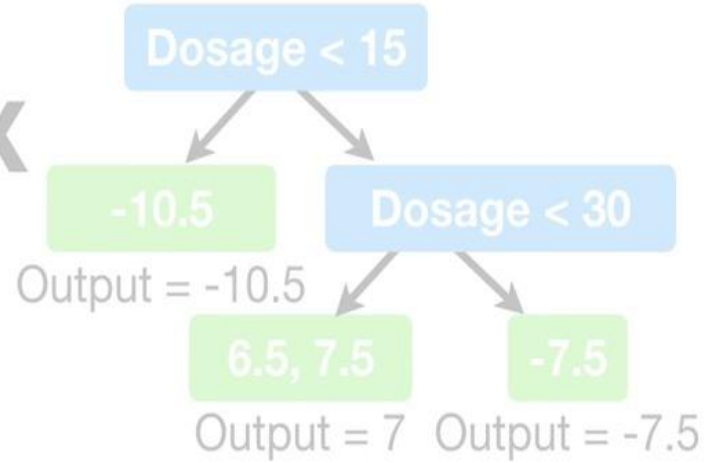 Dosage < 15
x
-10.5
Dosage < 30
Output = -10.5
6.5, 7.5
-7.5
Output = 7
Output = -7.5